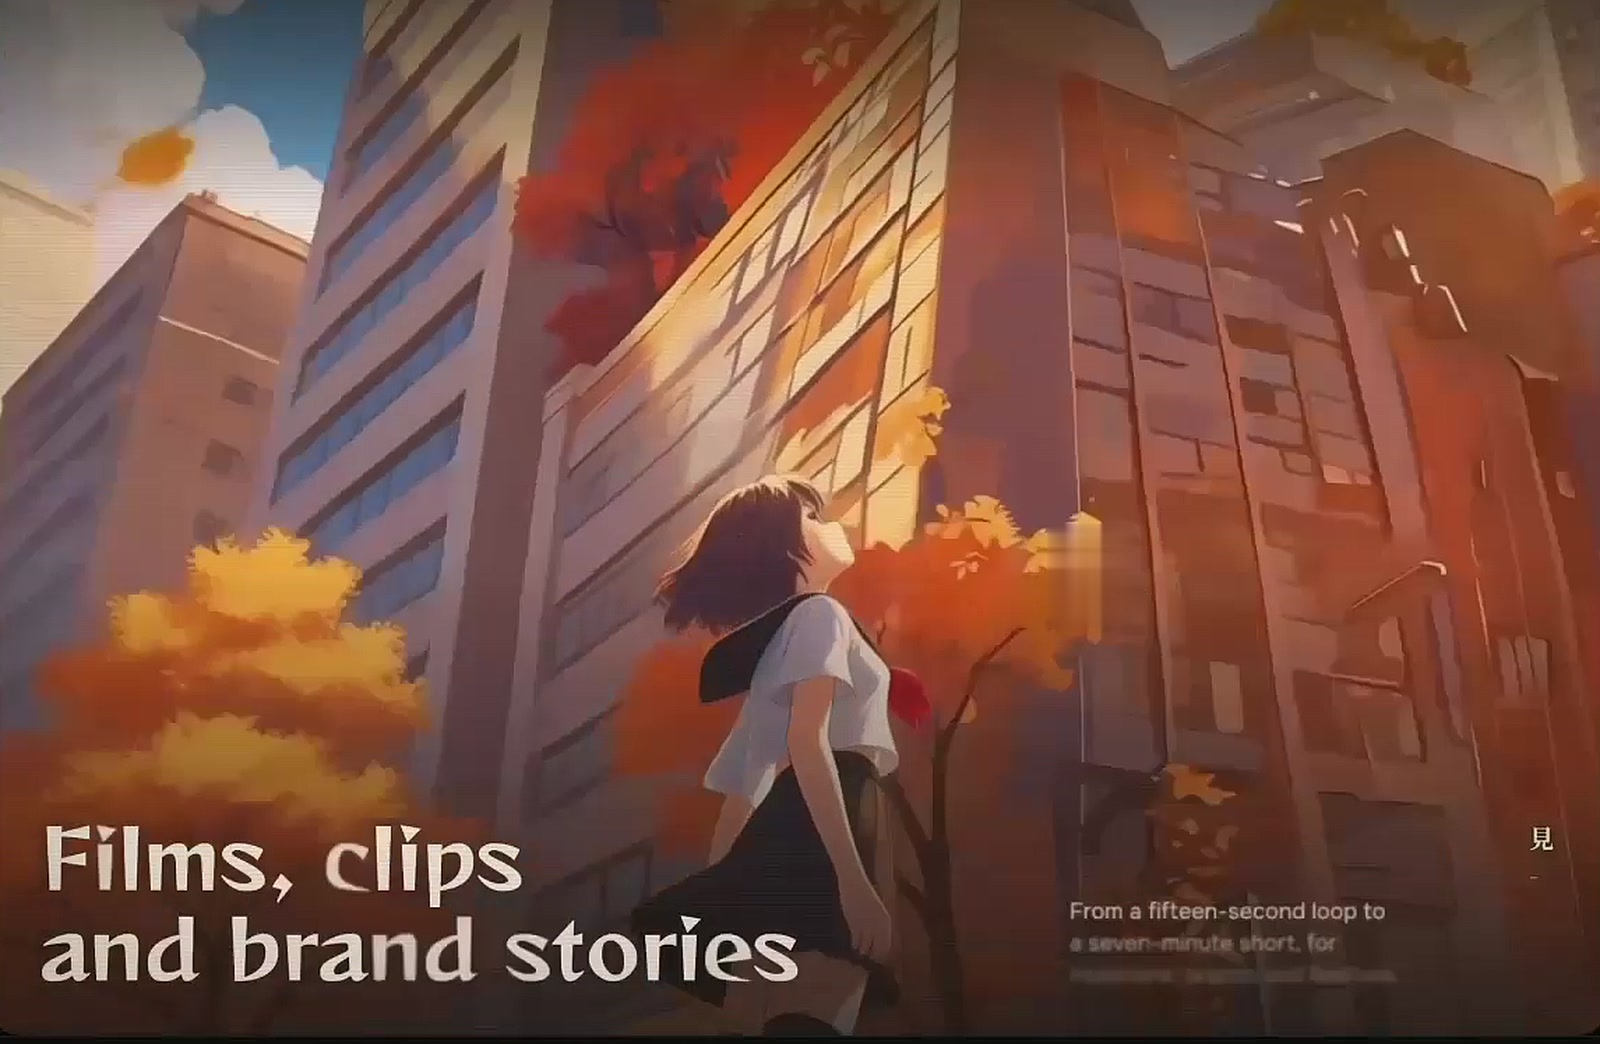 Films, clips
and brand stories
From a fifteen-second loop to
a seven-minute short, for
見